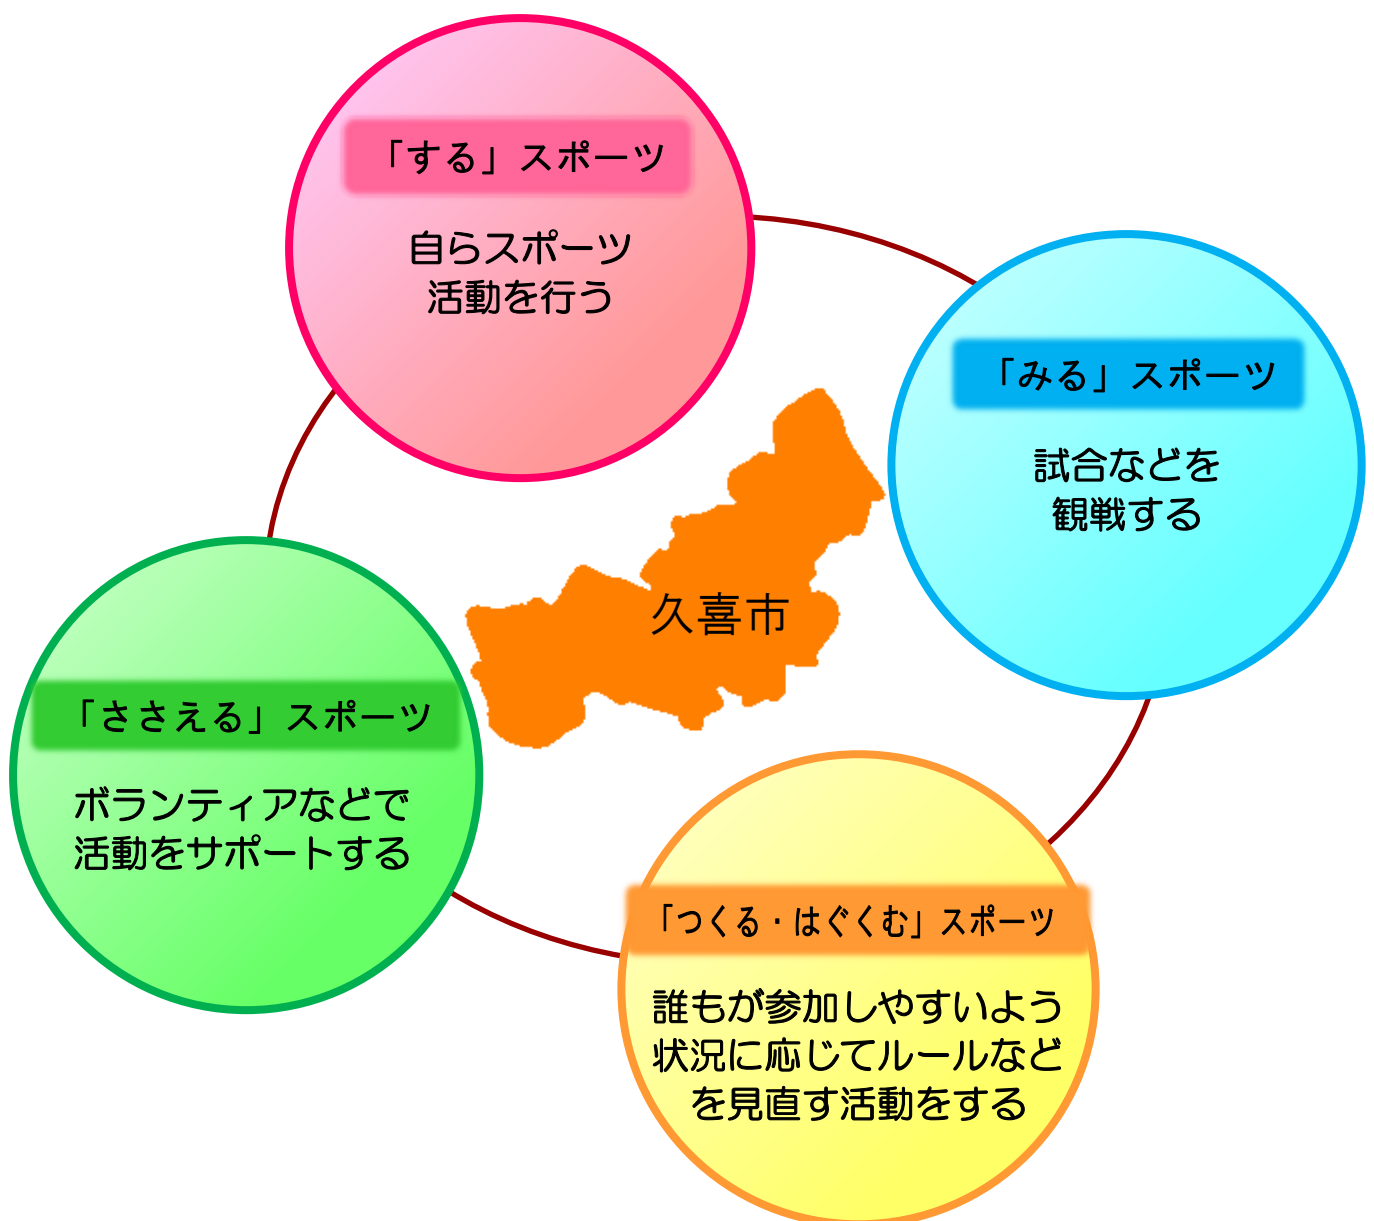 「する」スポーツ
自らスポーツ
活動を行う
「みる」スポーツ
試合などを
観戦する
久喜市
「ささえる」スポーツ
ボランティアなどで
活動をサポートする
「つくる・はぐくむ」スポーツ
誰もが参加しやすいよう
状況に応じてルールなど
を見直す活動をする